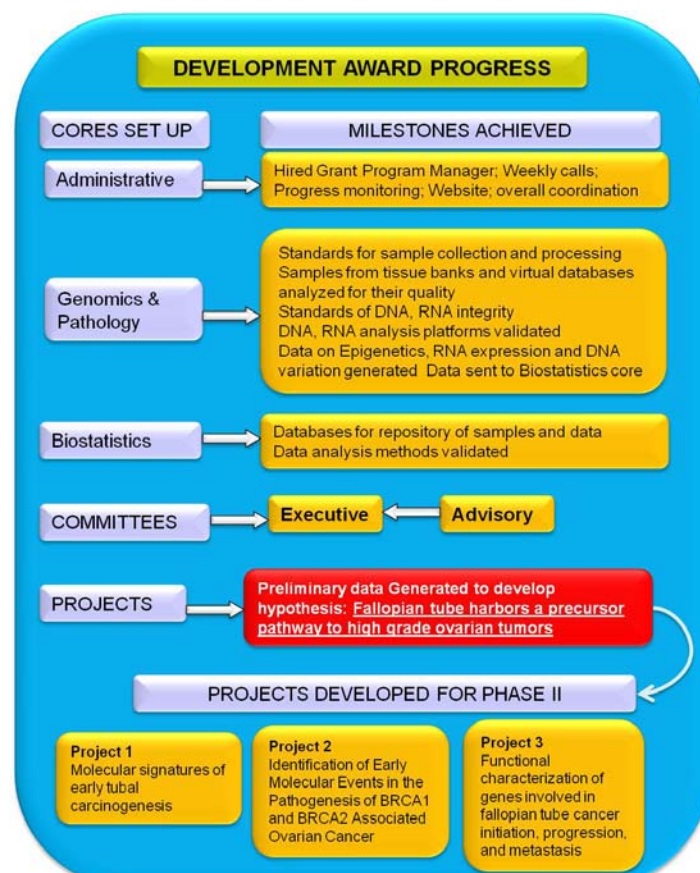 DEVELOPMENT AWARD PROGRESS
CORES SET UP
MILESTONES ACHIEVED
Administrative
Hired Grant Program Manager; Weekly calls;
Progress monitoring; Website; overall coordination
Genomics &
Pathology
Standards for sample collection and processing
Samples from tissue banks and virtual databases
analyzed for their quality
Standards of DNA, RNA integrity
DNA, RNA analysis platforms validated
Data on Epigenetics, RNA expression and DNA
variation generated Data sent to Biostatistics core
Biostatistics
Databases for repository of samples and data
Data analysis methods validated
COMMITTEES
Executive
Advisory
PROJECTS
Preliminary data Generated to develop
hypothesis: Fallopian tube harbors a precursor
pathway to high grade ovarian tumors
PROJECTS DEVELOPED FOR PHASE II
Project 1
Molecular signatures of
early tubal
carcinogenesis
Project 2
Identification of Early
Molecular Events in the
Pathogenesis of BRCA1
and BRCA2 Associated
Ovarian Cancer
Project 3
Functional
characterization of
genes involved in
fallopian tube cancer
initiation, progression,
and metastasis